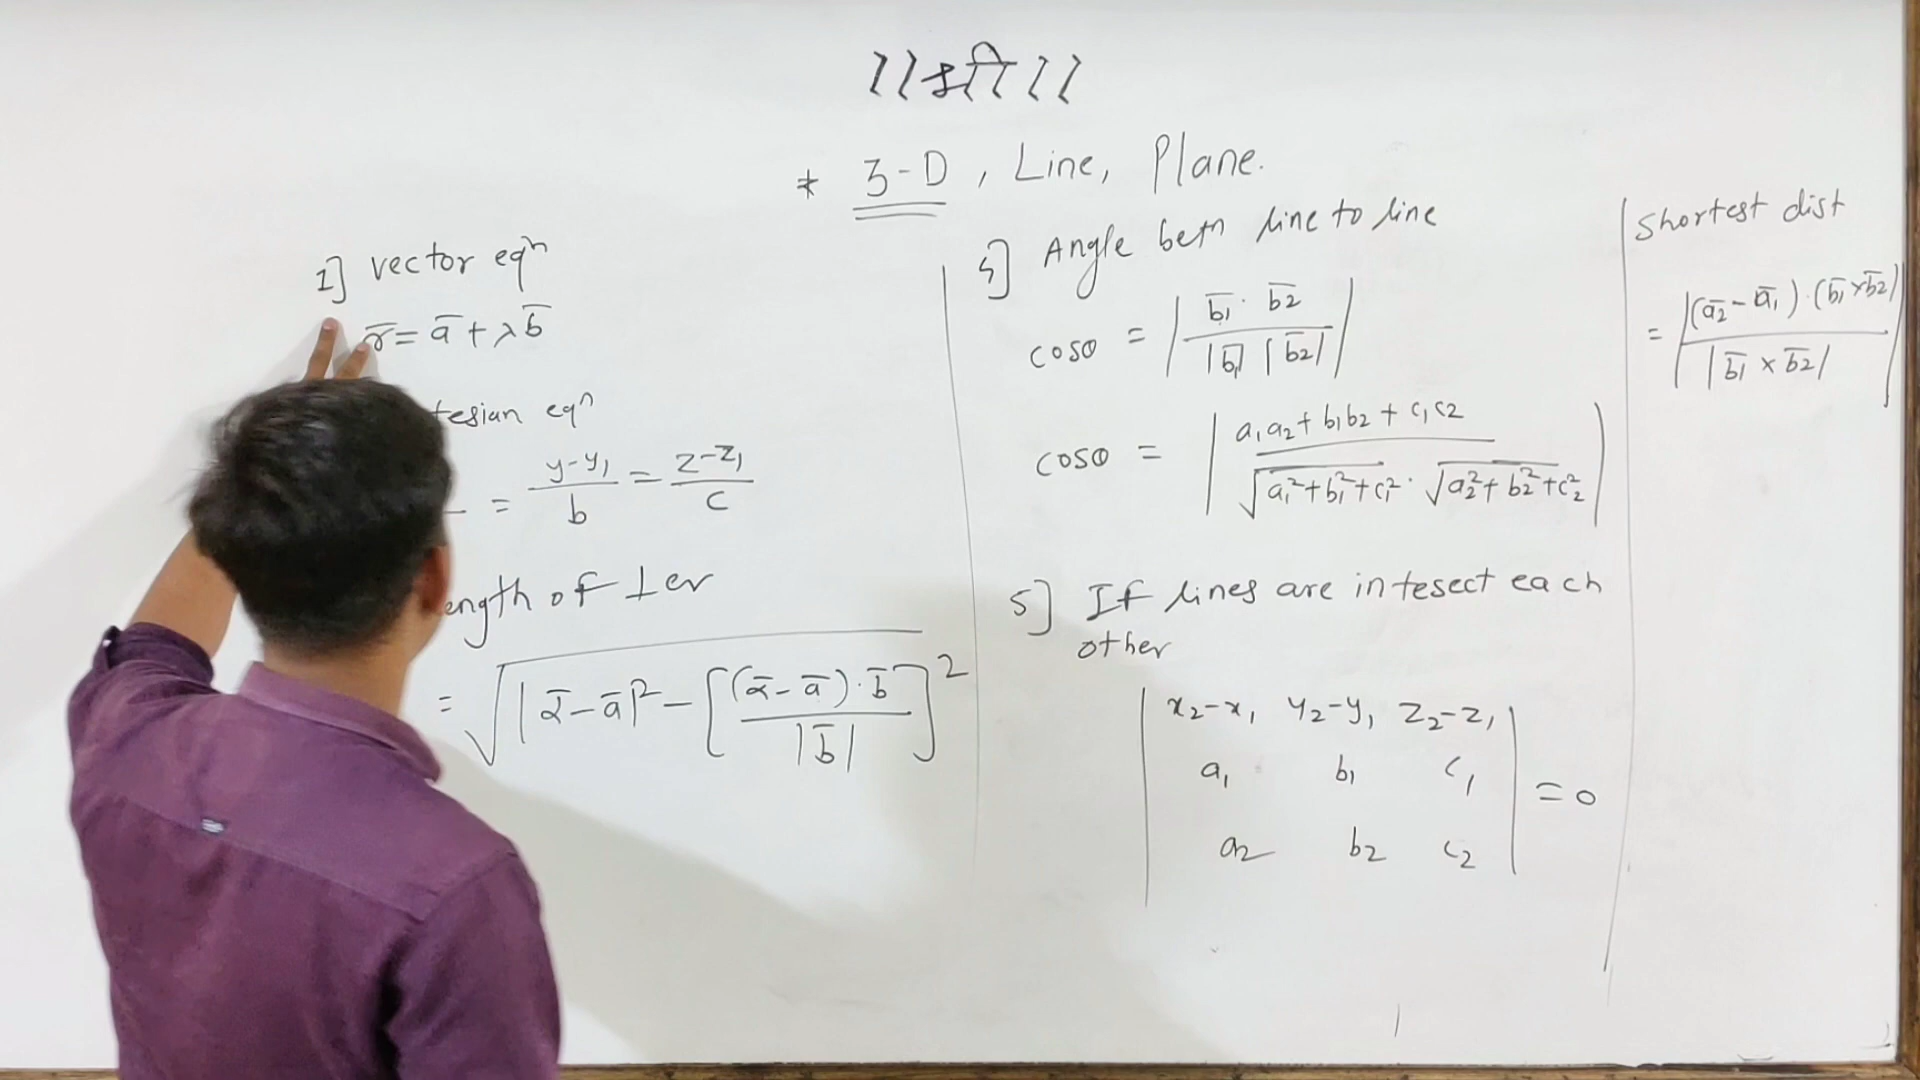 ।।श्री।।
* 3-D, Line, Plane.
1] vector eqn
r̅ = a̅ + λb̅
tesian eqn
= y-y₁/b = z-z₁/c
ength of ⊥er
= √|α̅-a̅|² - [(α̅-a̅)·b̅/|b̅|]²
4] Angle betn line to line
cosθ = |b̅₁·b̅₂/|b̅₁||b̅₂||
cosθ = |a₁a₂+b₁b₂+c₁c₂/√a₁²+b₁²+c₁²·√a₂²+b₂²+c₂²|
5] If lines are intesect each
other
|x₂-x₁ y₂-y₁ z₂-z₁|
|a₁ b₁ c₁| = 0
|a₂ b₂ c₂|
Shortest dist
= |(a̅₂-a̅₁)·(b̅₁×b̅₂)/|b̅₁×b̅₂||